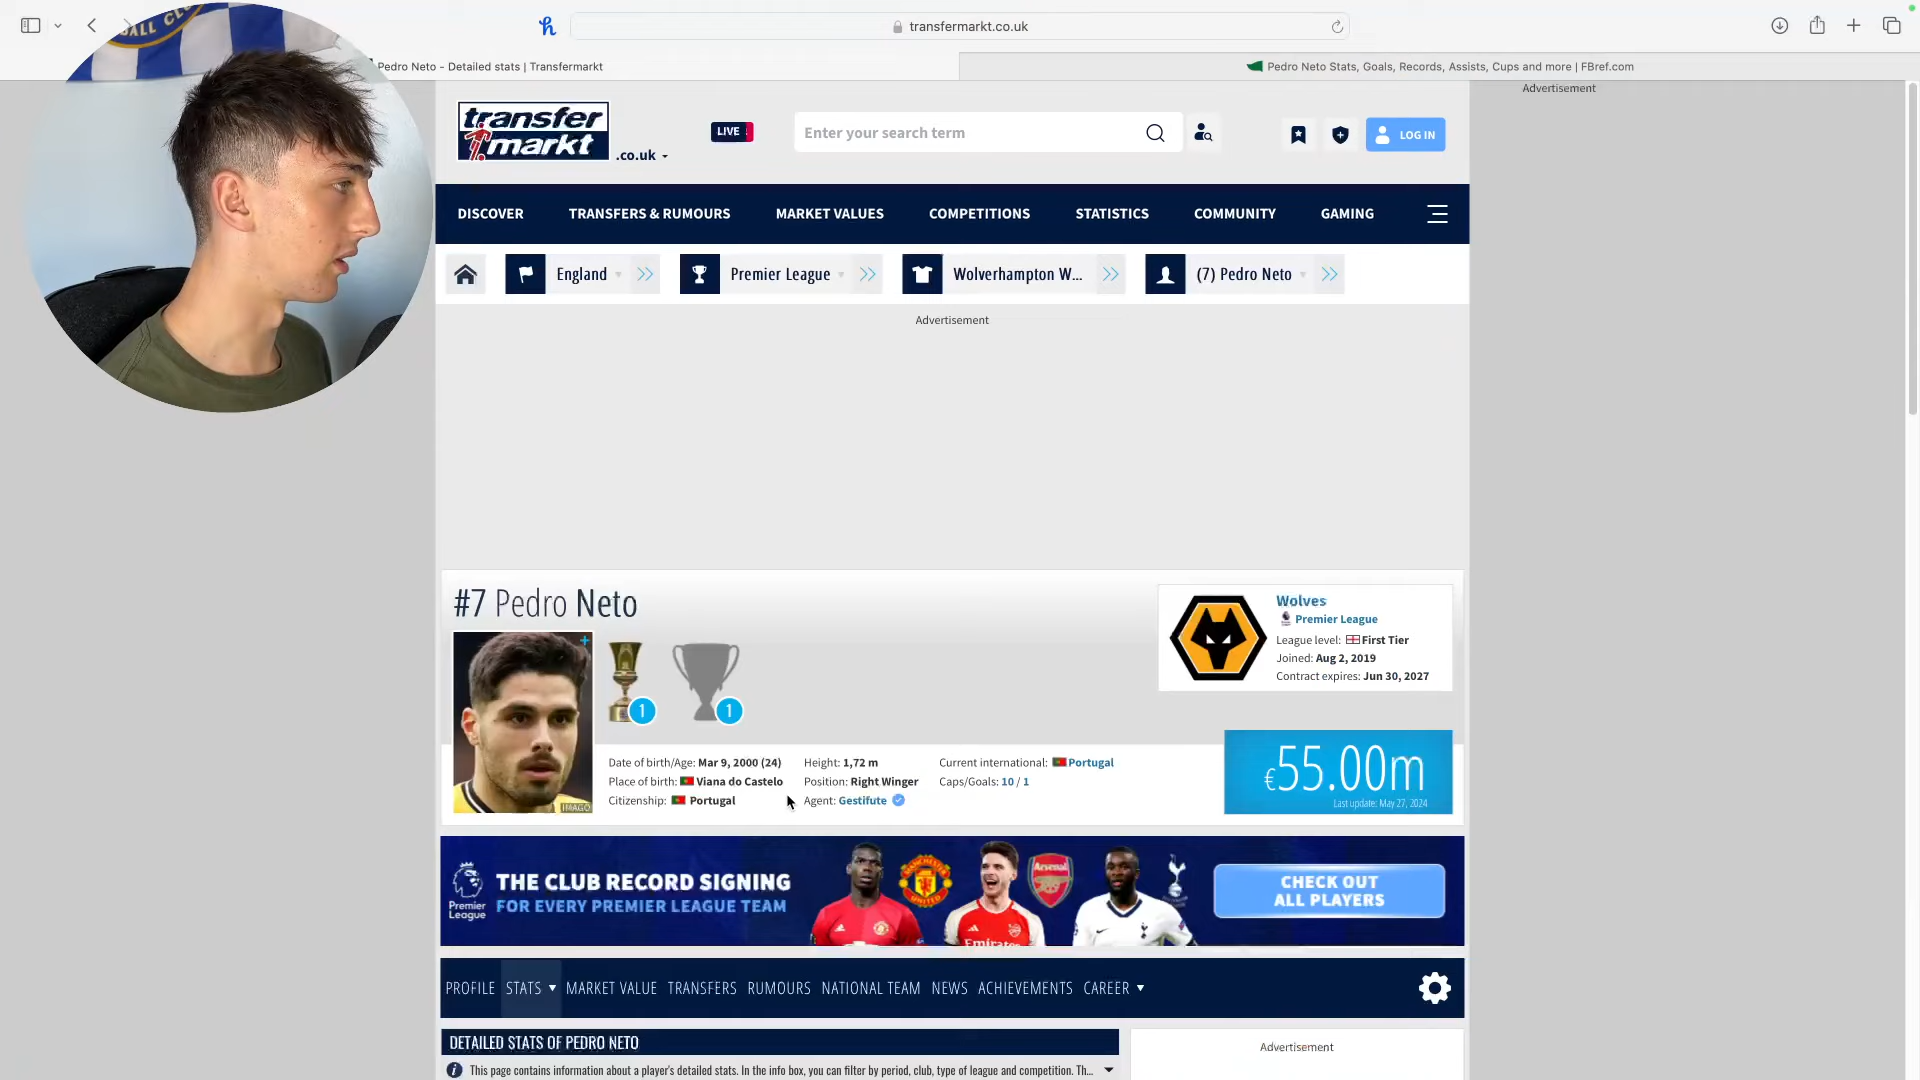 ALL CLUB
transfermarkt.co.uk
Pedro Neto - Detailed stats | Transfermarkt
Pedro Neto Stats, Goals, Records, Assists, Cups and more | FBref.com
Advertisement
transfer
markt
.co.uk
LIVE
Enter your search term
LOG IN
DISCOVER TRANSFERS & RUMOURS MARKET VALUES COMPETITIONS STATISTICS COMMUNITY GAMING
England Premier League Wolverhampton W... (7) Pedro Neto
Advertisement
#7 Pedro Neto
Wolves
Premier League
League level: First Tier
Joined: Aug 2, 2019
Contract expires: Jun 30, 2027
1 1
IMAGO
Date of birth/Age: Mar 9, 2000 (24) Height: 1,72 m Current international: Portugal
Place of birth: Viana do Castelo Position: Right Winger Caps/Goals: 10 / 1
Citizenship: Portugal Agent: Gestifute
€55.00m
Last update: May 27, 2024
Premier
League
THE CLUB RECORD SIGNING
FOR EVERY PREMIER LEAGUE TEAM
Arsenal
Emirates
CHECK OUT
ALL PLAYERS
PROFILE STATS MARKET VALUE TRANSFERS RUMOURS NATIONAL TEAM NEWS ACHIEVEMENTS CAREER
DETAILED STATS OF PEDRO NETO
Advertisement
This page contains information about a player's detailed stats. In the info box, you can filter by period, club, type of league and competition. Th...